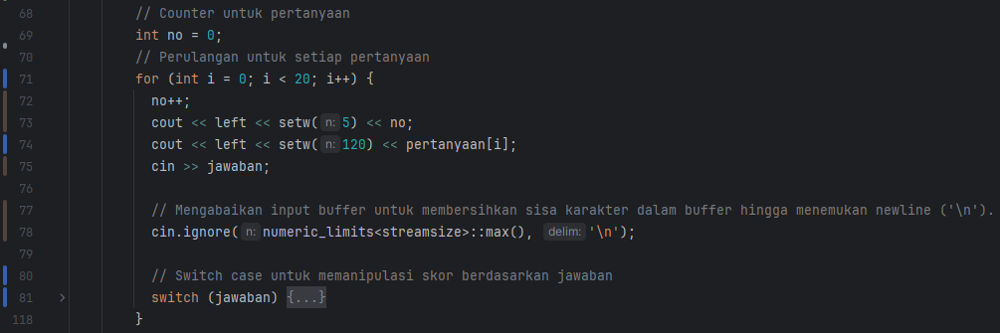 68 // Counter untuk pertanyaan
69 int no = 0;
70 // Perulangan untuk setiap pertanyaan
71 for (int i = 0; i < 20; i++) {
72 no++;
73 cout << left << setw( n: 5) << no;
74 cout << left << setw( n: 120) << pertanyaan[i];
75 cin >> jawaban;
76
77 // Mengabaikan input buffer untuk membersihkan sisa karakter dalam buffer hingga menemukan newline ('\n').
78 cin.ignore( n: numeric_limits<streamsize>::max(), delim: '\n');
79
80 // Switch case untuk memanipulasi skor berdasarkan jawaban
81 switch (jawaban) {...}
118 }